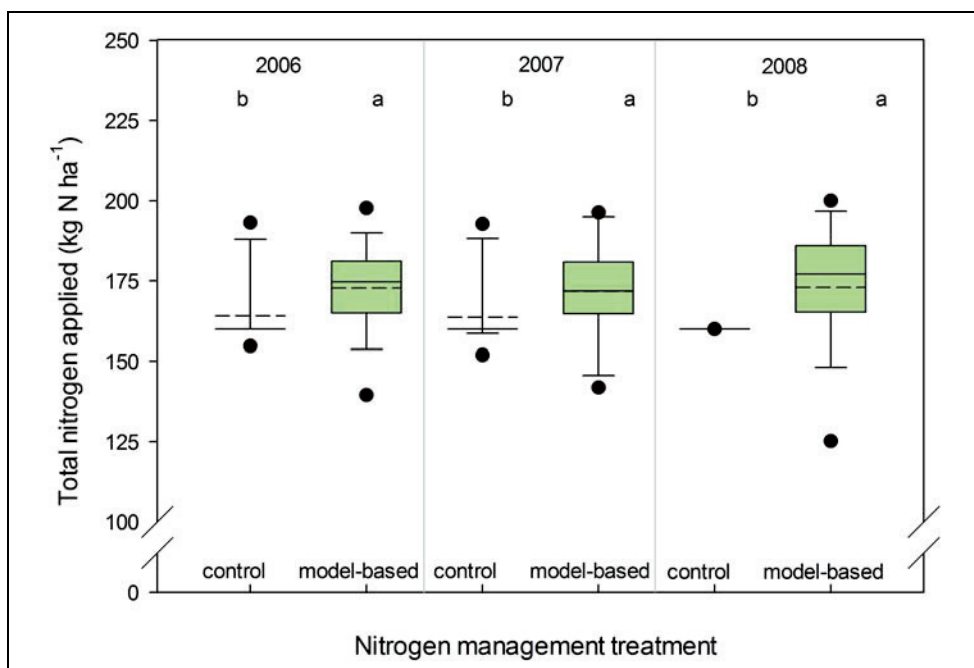 250
2006 2007 2008
b a b a b a
225
200
175
150
125
100
control model-based control model-based control model-based
0
Total nitrogen applied (kg N ha⁻¹)
Nitrogen management treatment